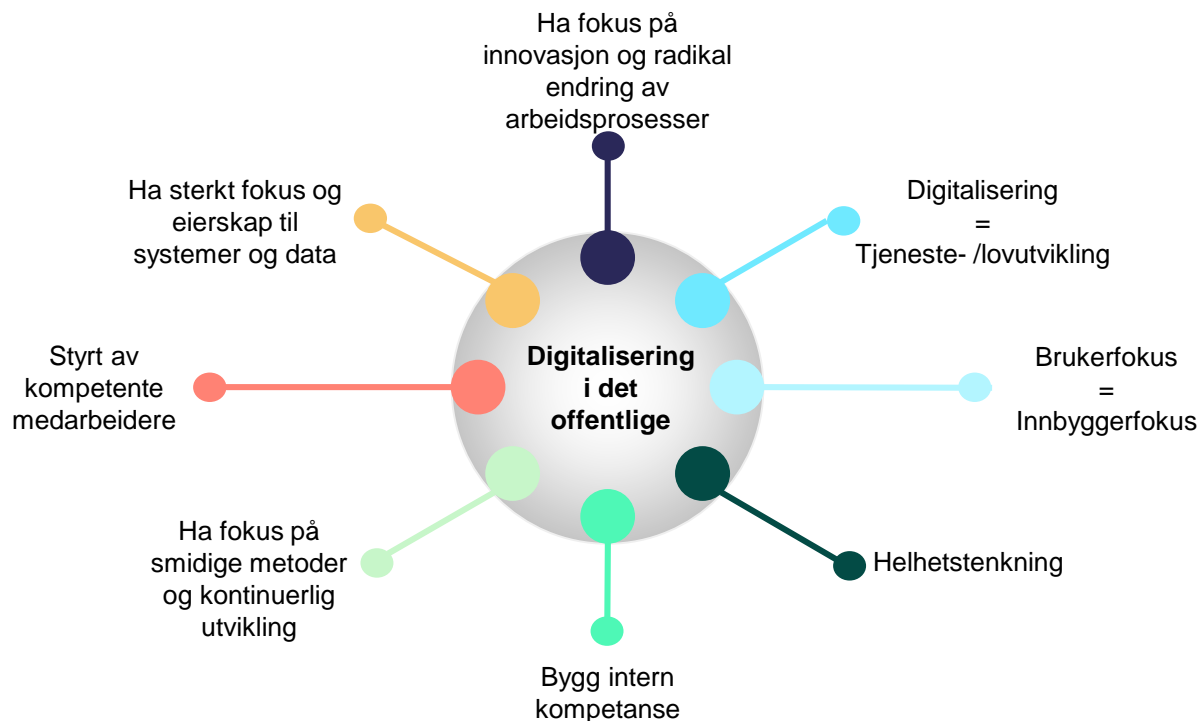 Ha fokus på
innovasjon og radikal
endring av
arbeidsprosesser
Digitalisering
=
Tjeneste- /lovutvikling
Brukerfokus
=
Innbyggerfokus
Helhetstenkning
Bygg intern
kompetanse
Ha fokus på
smidige metoder
og kontinuerlig
utvikling
Styrt av
kompetente
medarbeidere
Ha sterkt fokus og
eierskap til
systemer og data
Digitalisering
i det
offentlige